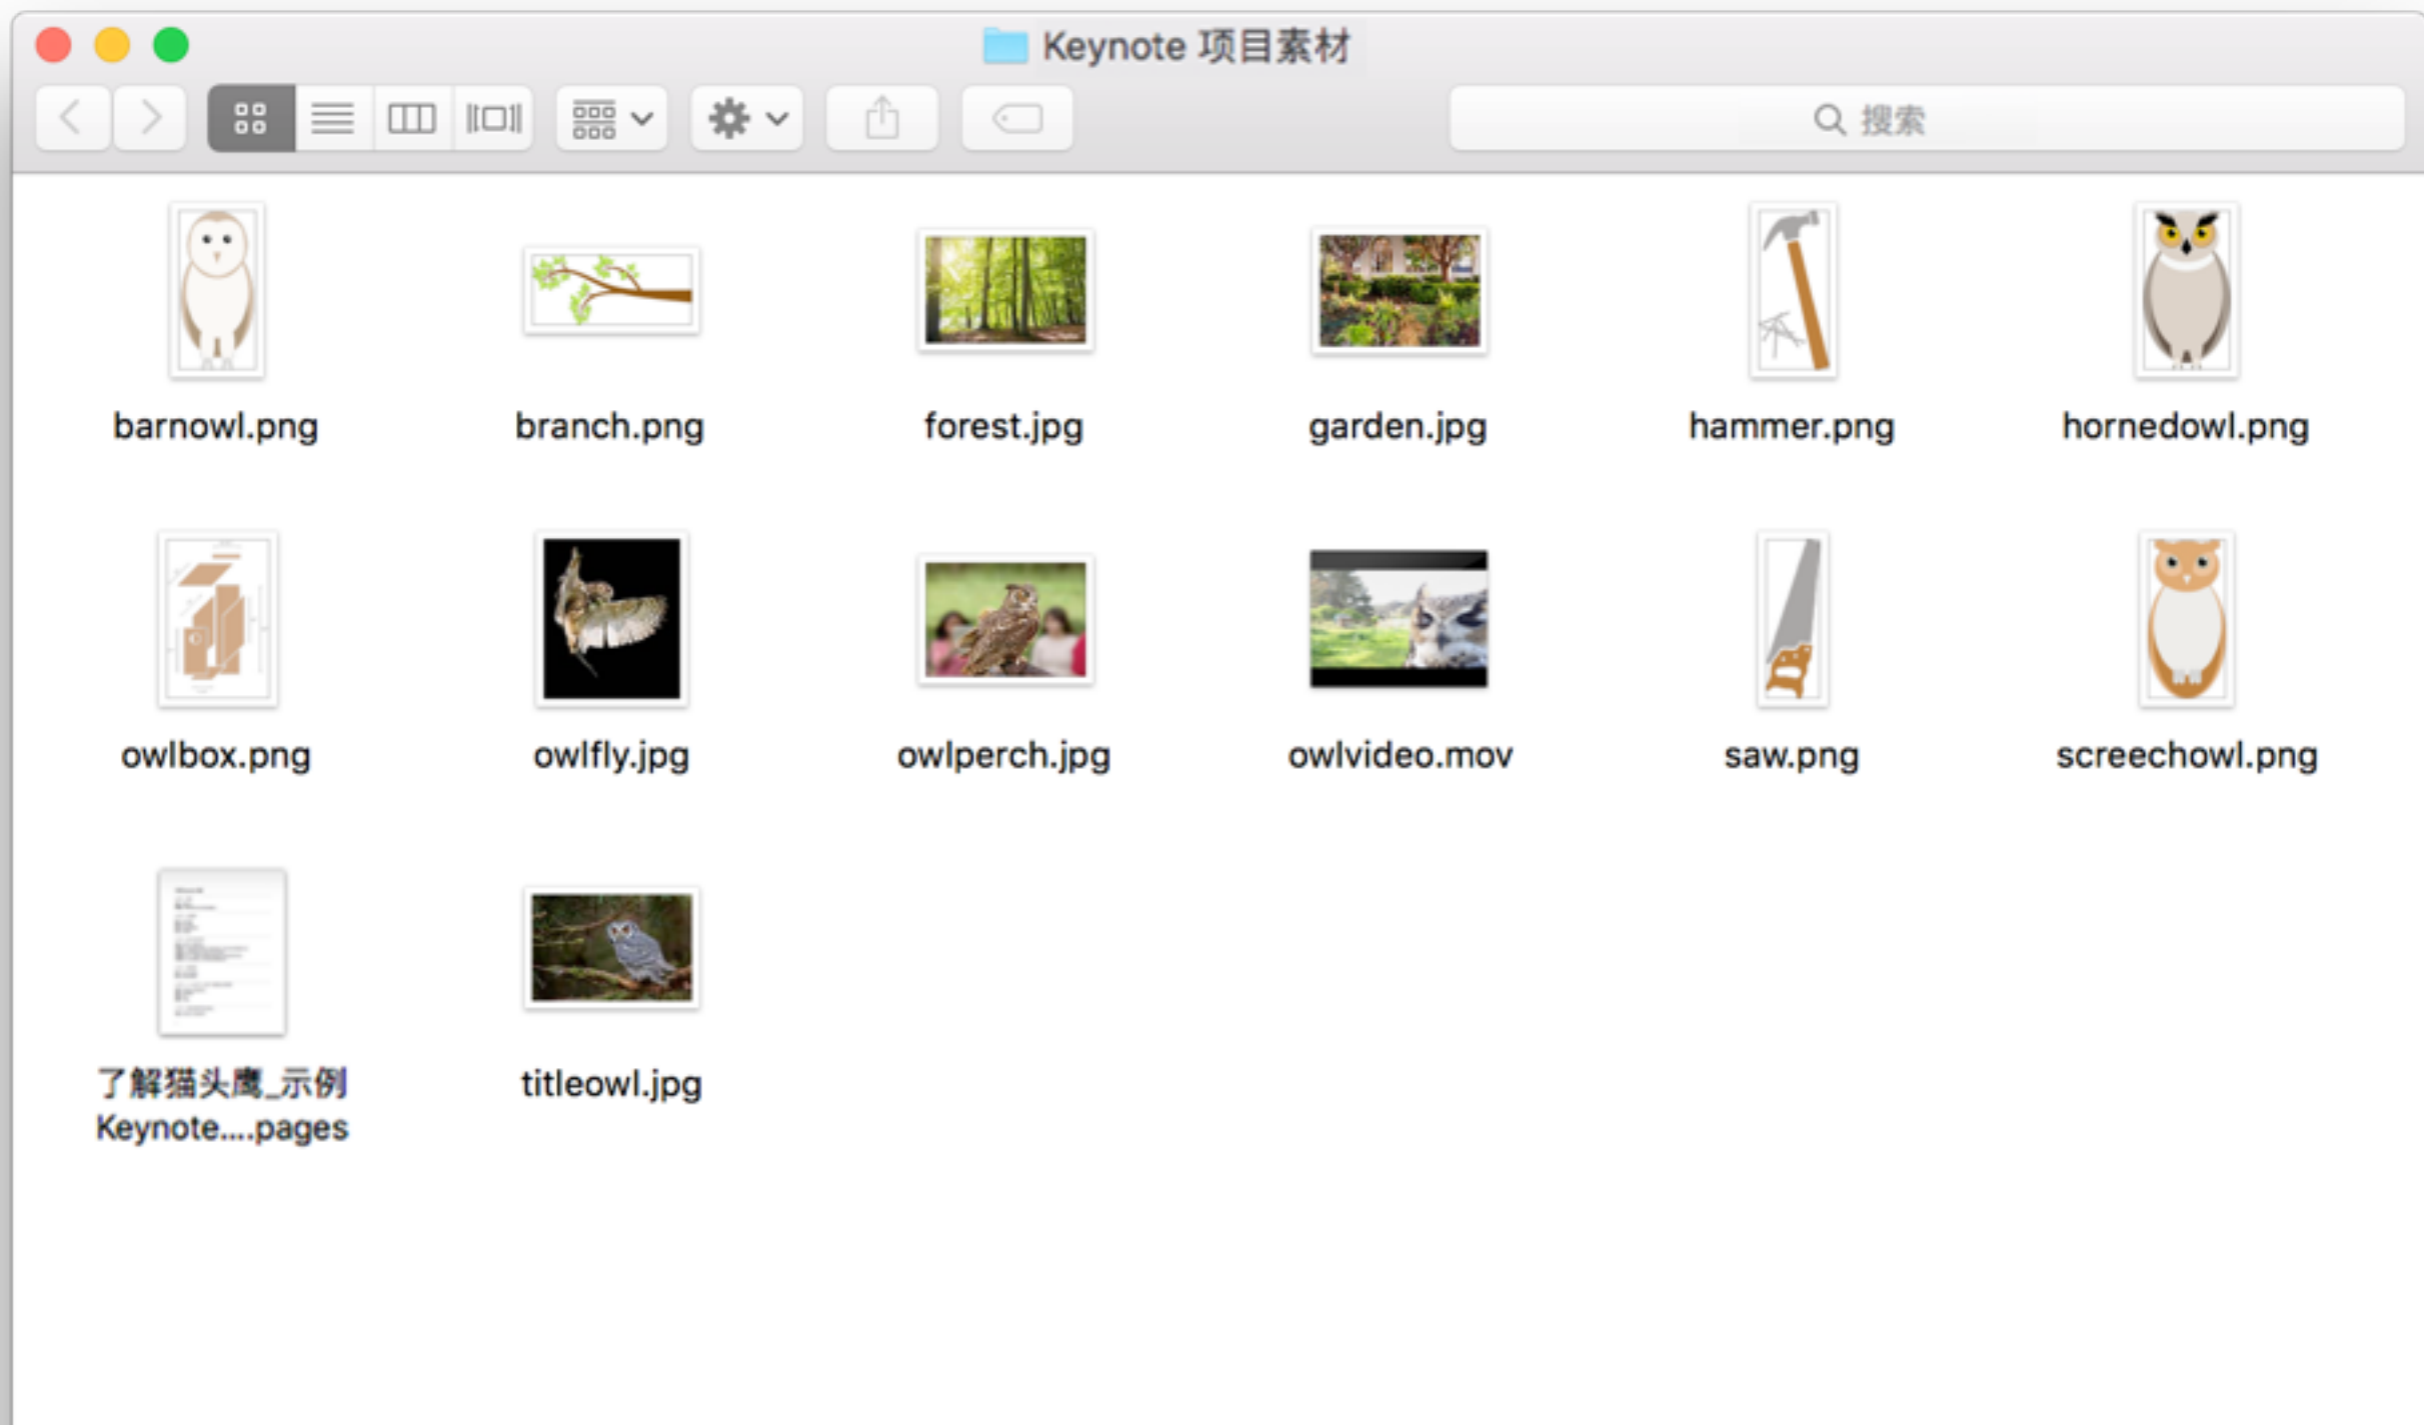 Keynote 项目素材
搜索
barnowl.png
branch.png
forest.jpg
garden.jpg
hammer.png
hornedowl.png
owlbox.png
owlfly.jpg
owlperch.jpg
owlvideo.mov
saw.png
screechowl.png
了解猫头鹰_示例
Keynote....pages
titleowl.jpg